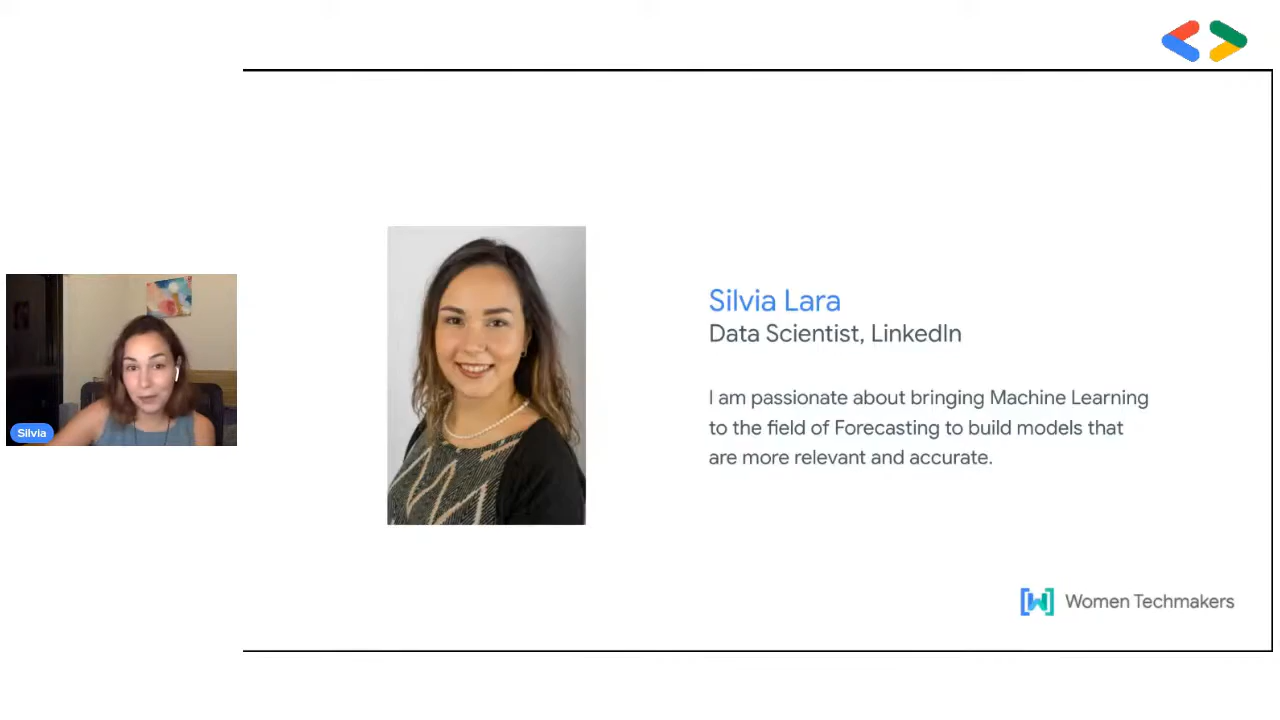 Silvia
Silvia Lara
Data Scientist, LinkedIn
I am passionate about bringing Machine Learning
to the field of Forecasting to build models that
are more relevant and accurate.
Women Techmakers